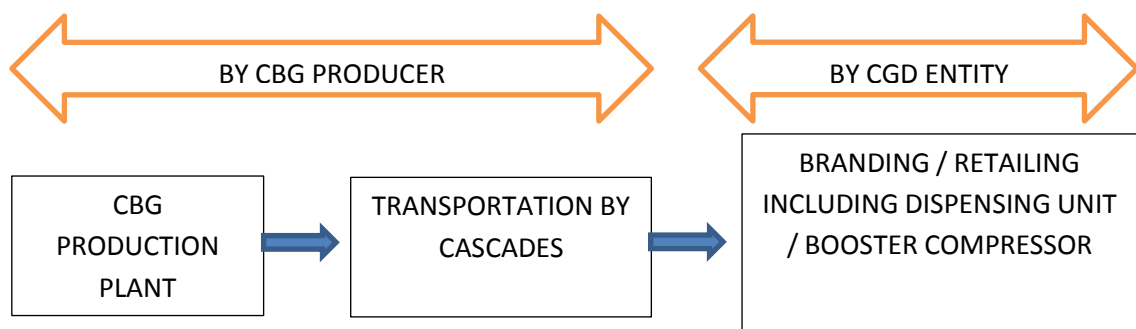 BY CBG PRODUCER
BY CGD ENTITY
CBG
PRODUCTION
PLANT
TRANSPORTATION BY
CASCADES
BRANDING / RETAILING
INCLUDING DISPENSING UNIT
/ BOOSTER COMPRESSOR